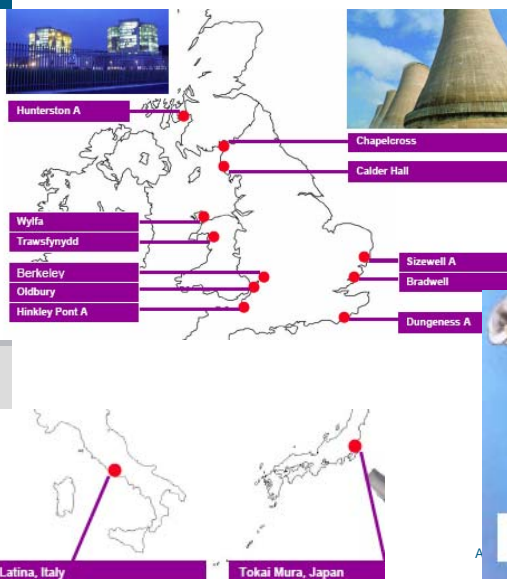 Hunterston A
Chapelcross
Calder Hall
Wylfa
Trawsfynydd
Berkeley
Oldbury
Hinkley Pont A
Sizewell A
Bradwell
Dungeness A
Latina, Italy
Tokai Mura, Japan
A